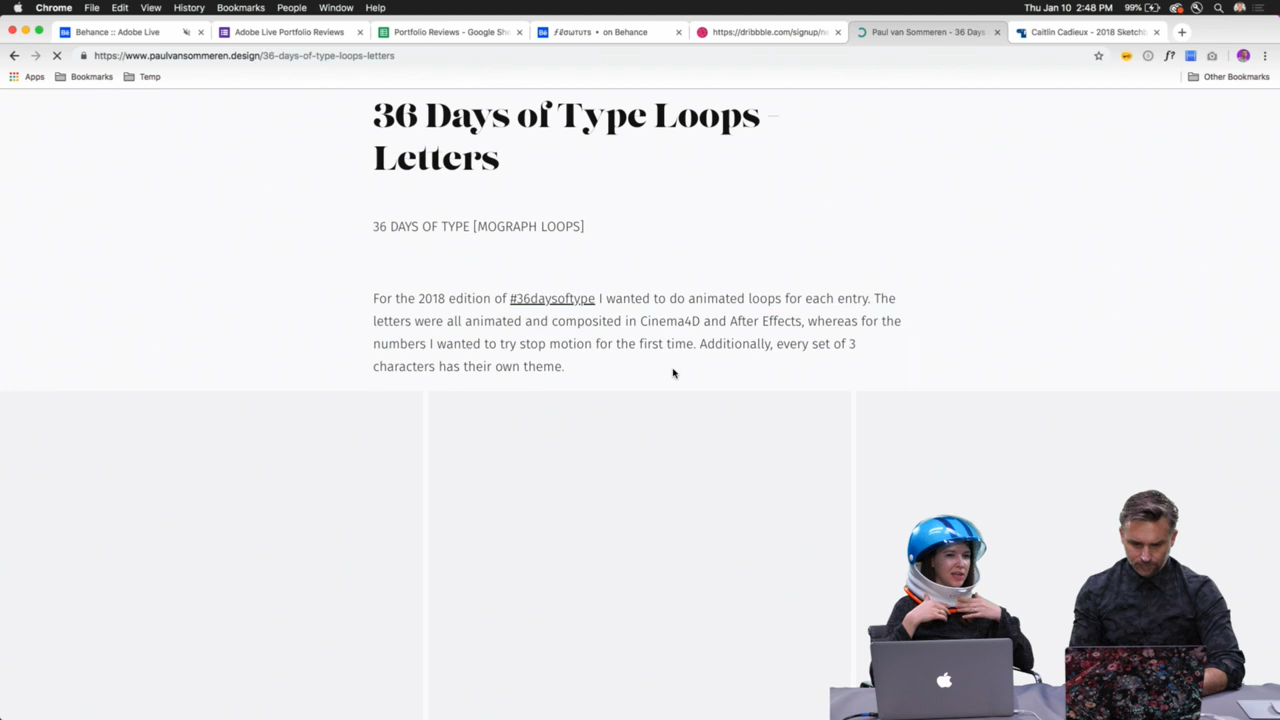 Chrome File Edit View History Bookmarks People Window Help
99% Thu Jan 10 2:48 PM
Behance :: Adobe Live
Adobe Live Portfolio Reviews
Portfolio Reviews - Google She
• on Behance
https://dribbble.com/signup/ne
Paul van Sommeren - 36 Days
Caitlin Cadieux - 2018 Sketchb
https://www.paulvansommeren.design/36-days-of-type-loops-letters
f?
Apps Bookmarks Temp Other Bookmarks
36 Days of Type Loops –
Letters
36 DAYS OF TYPE [MOGRAPH LOOPS]
For the 2018 edition of #36daysoftype I wanted to do animated loops for each entry. The
letters were all animated and composited in Cinema4D and After Effects, whereas for the
numbers I wanted to try stop motion for the first time. Additionally, every set of 3
characters has their own theme.